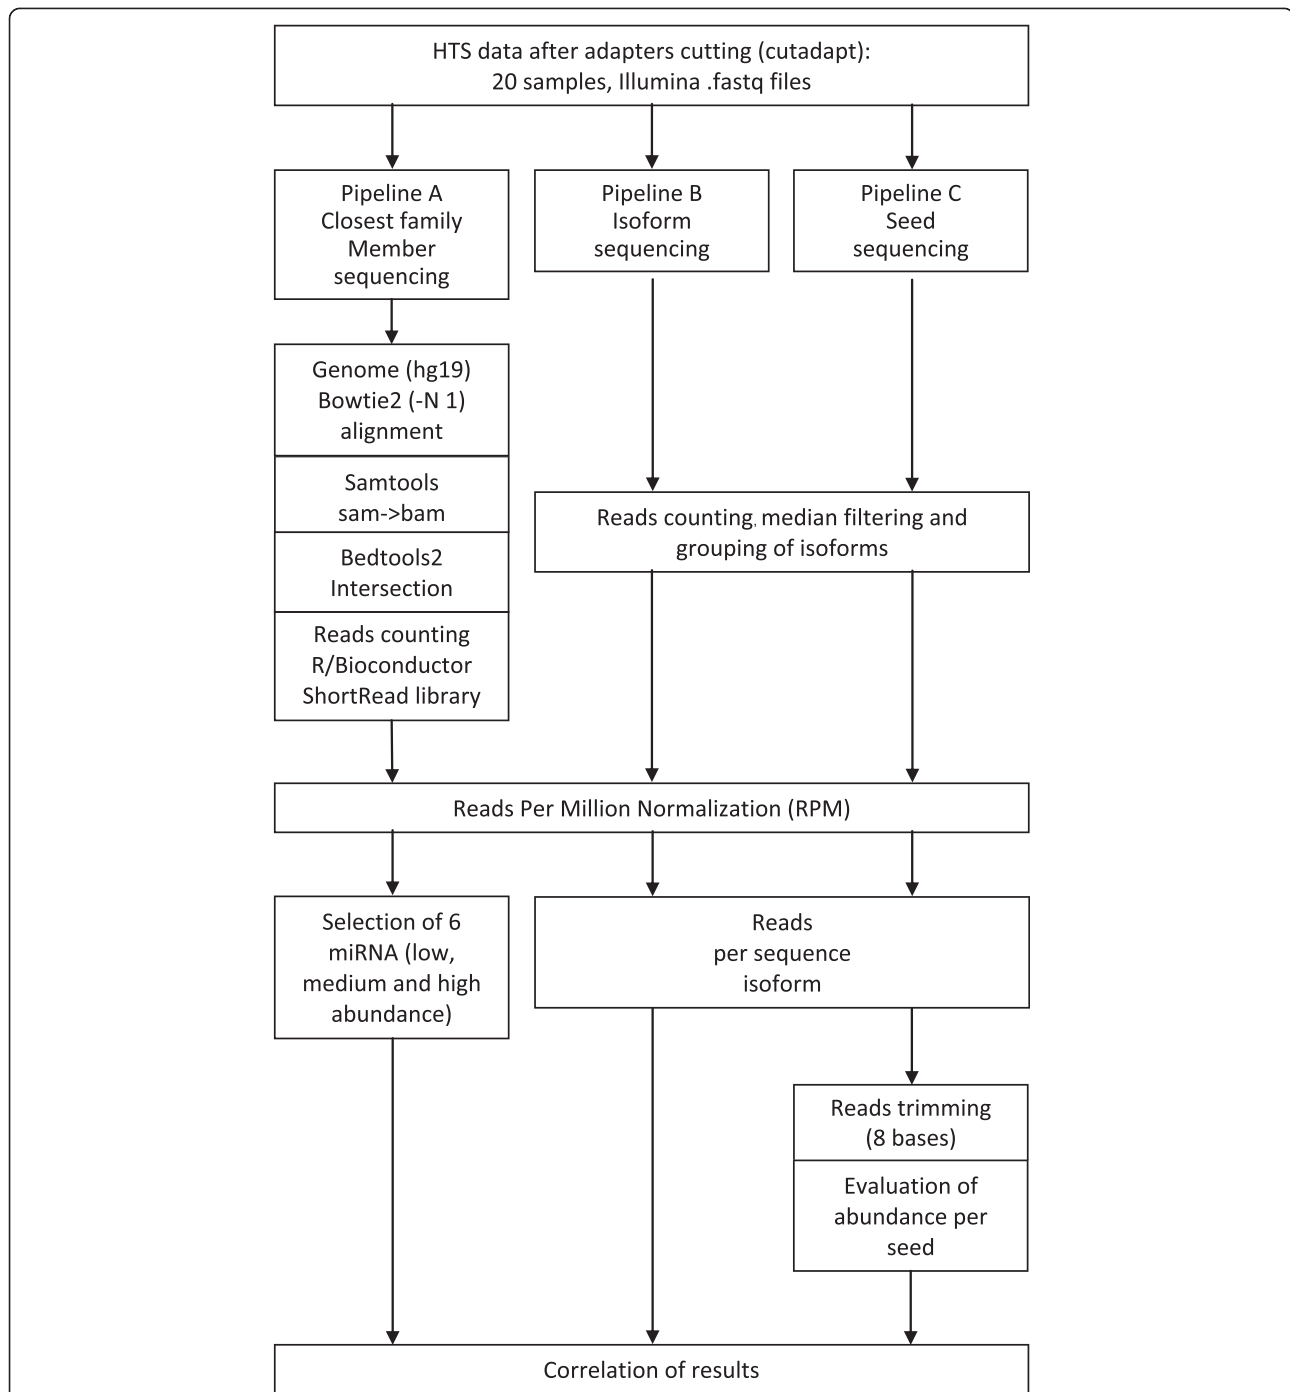 HTS data after adapters cutting (cutadapt):
20 samples, Illumina .fastq files
Pipeline A
Closest family
Member
sequencing
Pipeline B
Isoform
sequencing
Pipeline C
Seed
sequencing
Genome (hg19)
Bowtie2 (-N 1)
alignment
Samtools
sam->bam
Bedtools2
Intersection
Reads counting
R/Bioconductor
ShortRead library
Reads counting, median filtering and
grouping of isoforms
Reads Per Million Normalization (RPM)
Selection of 6
miRNA (low,
medium and high
abundance)
Reads
per sequence
isoform
Reads trimming
(8 bases)
Evaluation of
abundance per
seed
Correlation of results